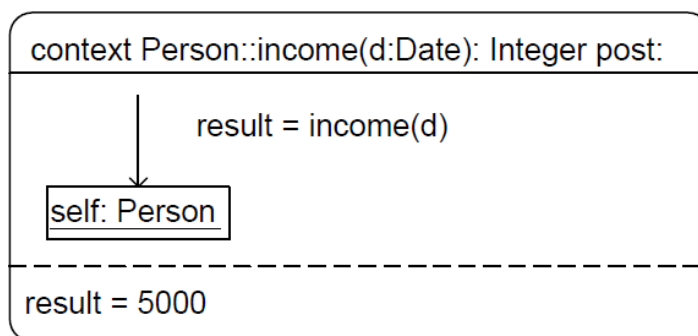 context Person::income(d:Date): Integer post:
result = income(d)
self: Person
result = 5000